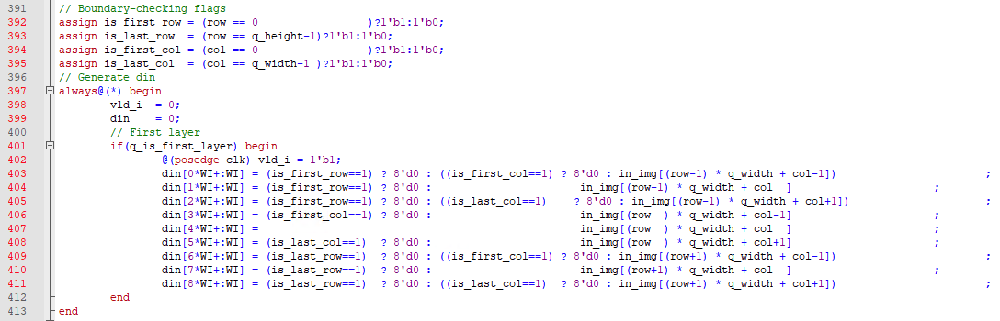 391 // Boundary-checking flags
392 assign is_first_row = (row == 0                 )?1'b1:1'b0;
393 assign is_last_row  = (row == q_height-1)?1'b1:1'b0;
394 assign is_first_col = (col == 0                 )?1'b1:1'b0;
395 assign is_last_col  = (col == q_width-1 )?1'b1:1'b0;
396 // Generate din
397 always@(*) begin
398         vld_i  = 0;
399         din    = 0;
400         // First layer
401         if(q_is_first_layer) begin
402                 @(posedge clk) vld_i = 1'b1;
403                 din[0*WI+:WI] = (is_first_row==1) ? 8'd0 : ((is_first_col==1) ? 8'd0 : in_img[(row-1) * q_width + col-1])                       ;
404                 din[1*WI+:WI] = (is_first_row==1) ? 8'd0 :                       in_img[(row-1) * q_width + col  ]                      ;
405                 din[2*WI+:WI] = (is_first_row==1) ? 8'd0 : ((is_last_col==1)    ? 8'd0 : in_img[(row-1) * q_width + col+1])                     ;
406                 din[3*WI+:WI] = (is_first_col==1) ? 8'd0 :                       in_img[(row  ) * q_width + col-1]                      ;
407                 din[4*WI+:WI] =                                                  in_img[(row  ) * q_width + col  ]                      ;
408                 din[5*WI+:WI] = (is_last_col==1)  ? 8'd0 :                       in_img[(row  ) * q_width + col+1]                      ;
409                 din[6*WI+:WI] = (is_last_row==1)  ? 8'd0 : ((is_first_col==1) ? 8'd0 : in_img[(row+1) * q_width + col-1])                       ;
410                 din[7*WI+:WI] = (is_last_row==1)  ? 8'd0 :                       in_img[(row+1) * q_width + col  ]                      ;
411                 din[8*WI+:WI] = (is_last_row==1)  ? 8'd0 : ((is_last_col==1)  ? 8'd0 : in_img[(row+1) * q_width + col+1])                       ;
412         end
413 end